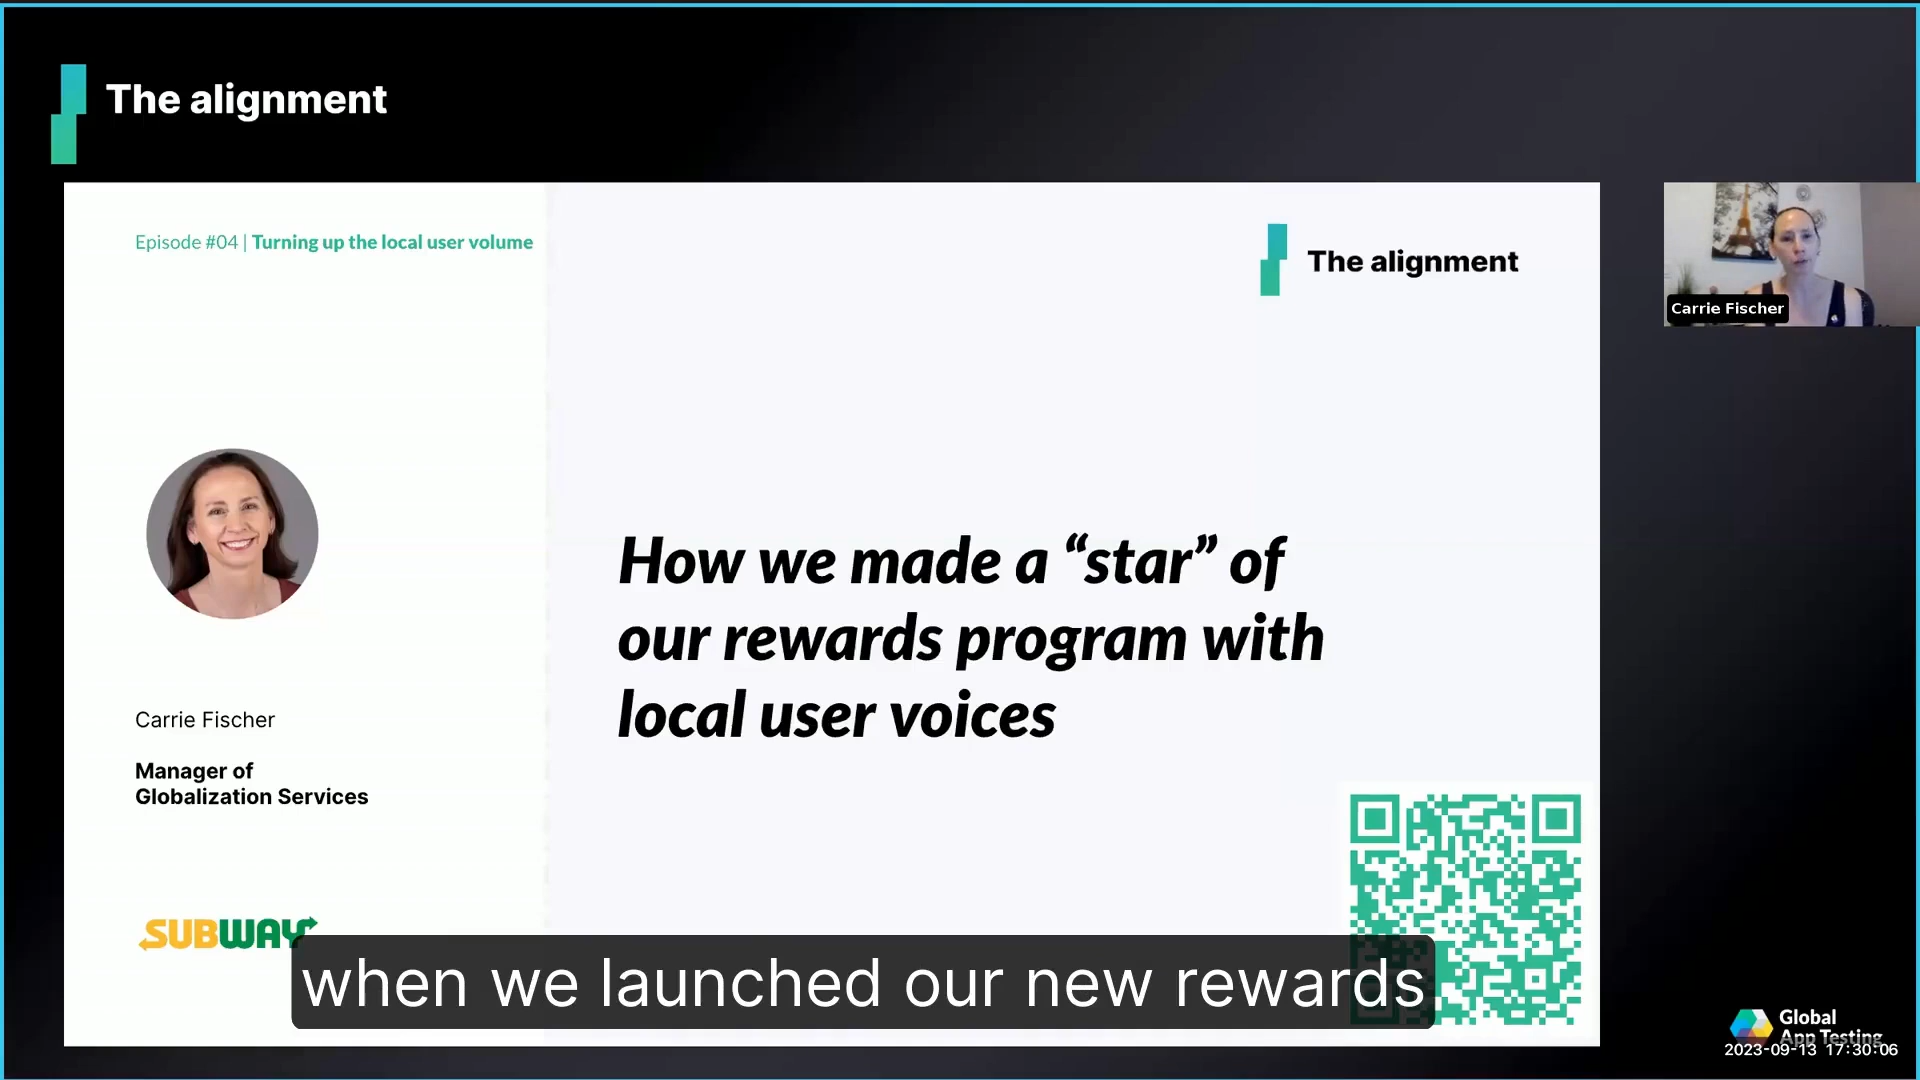 The alignment
Episode #04 | Turning up the local user volume
The alignment
Carrie Fischer
How we made a “star” of
our rewards program with
local user voices
Carrie Fischer
Manager of
Globalization Services
SUBWAY
when we launched our new rewards
Global
App Testing
2023-09-13 17:30:06